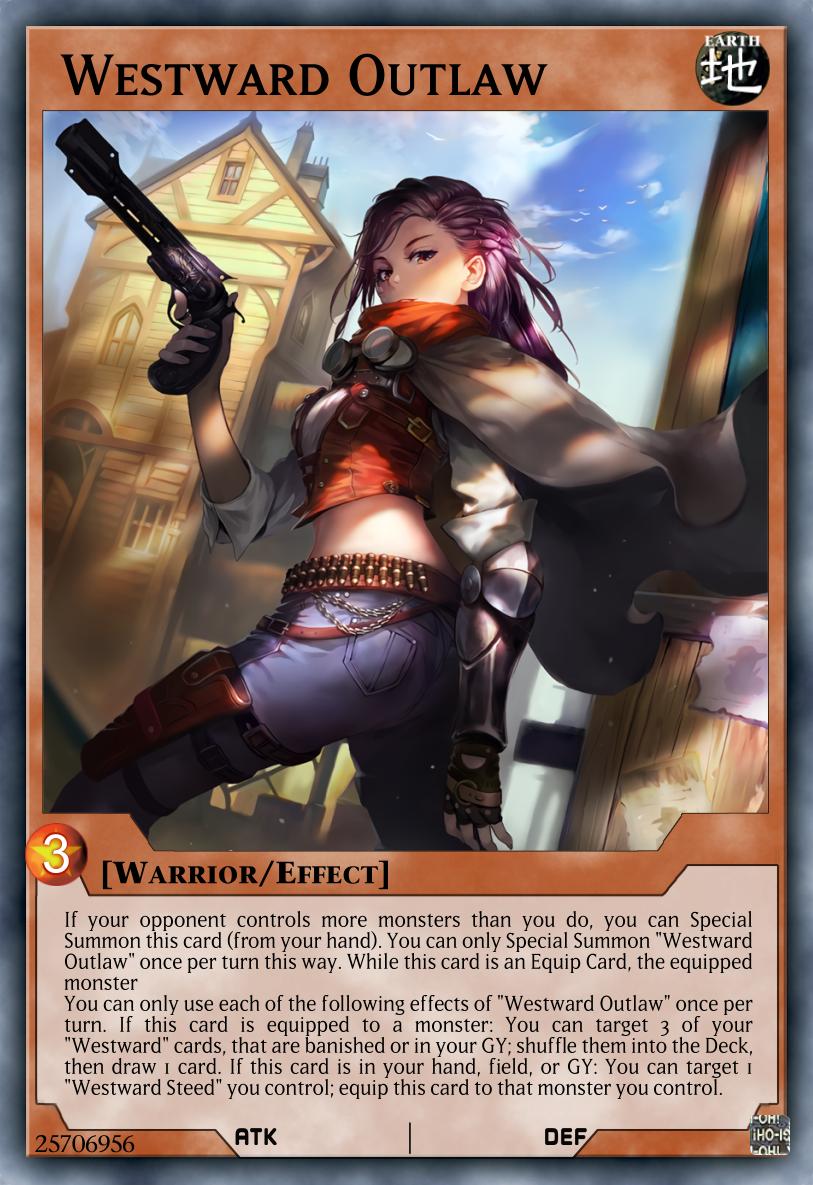 Westward Outlaw
EARTH
地
3
[Warrior/Effect]
If your opponent controls more monsters than you do, you can Special
Summon this card (from your hand). You can only Special Summon "Westward
Outlaw" once per turn this way. While this card is an Equip Card, the equipped
monster
You can only use each of the following effects of "Westward Outlaw" once per
turn. If this card is equipped to a monster: You can target 3 of your
"Westward" cards, that are banished or in your GY; shuffle them into the Deck,
then draw 1 card. If this card is in your hand, field, or GY: You can target 1
"Westward Steed" you control; equip this card to that monster you control.
25706956
ATK
DEF